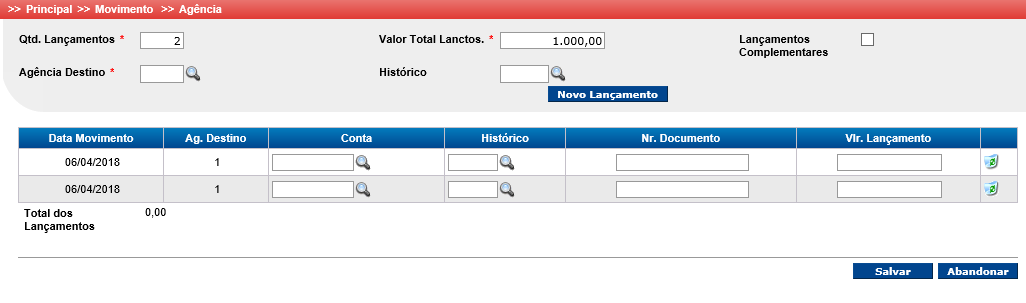 >> Principal >> Movimento >> Agência
Qtd. Lançamentos * 2 Valor Total Lanctos. * 1.000,00 Lançamentos
Complementares
Agência Destino * Histórico
Novo Lançamento
Data Movimento Ag. Destino Conta Histórico Nr. Documento Vlr. Lançamento
06/04/2018 1
06/04/2018 1
Total dos 0,00
Lançamentos
Salvar Abandonar